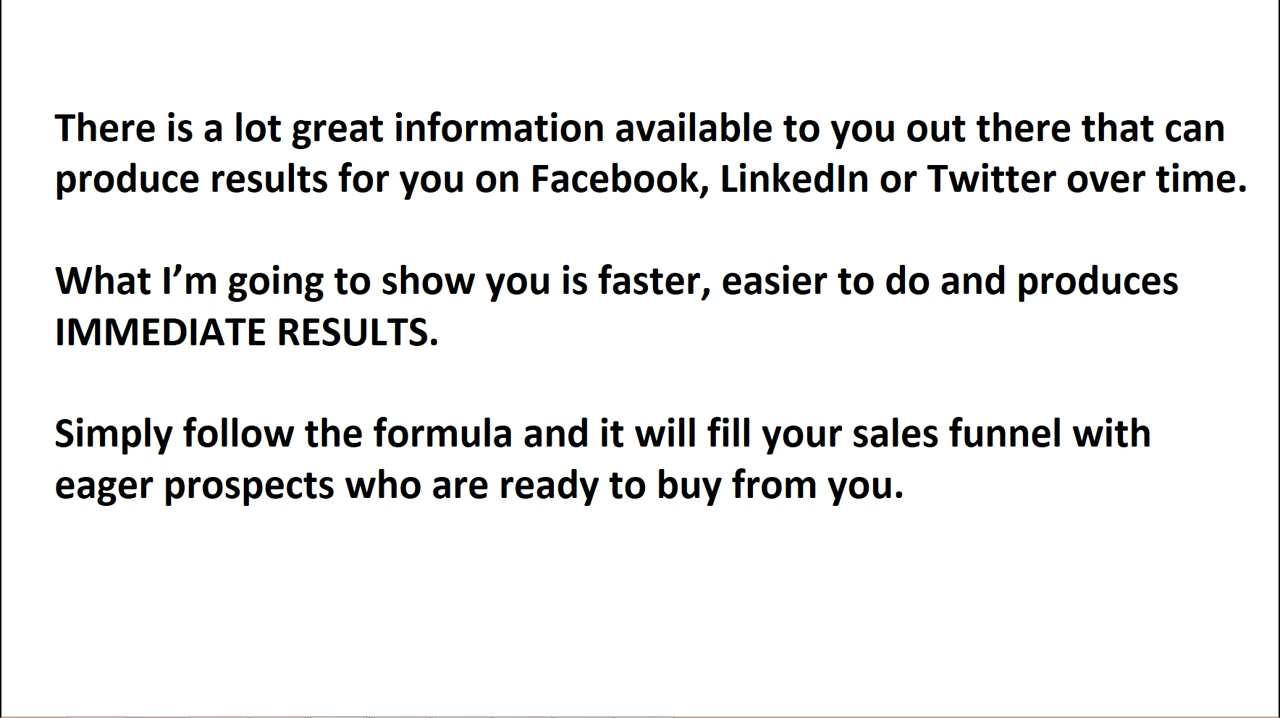 There is a lot great information available to you out there that can
produce results for you on Facebook, LinkedIn or Twitter over time.
What I’m going to show you is faster, easier to do and produces
IMMEDIATE RESULTS.
Simply follow the formula and it will fill your sales funnel with
eager prospects who are ready to buy from you.